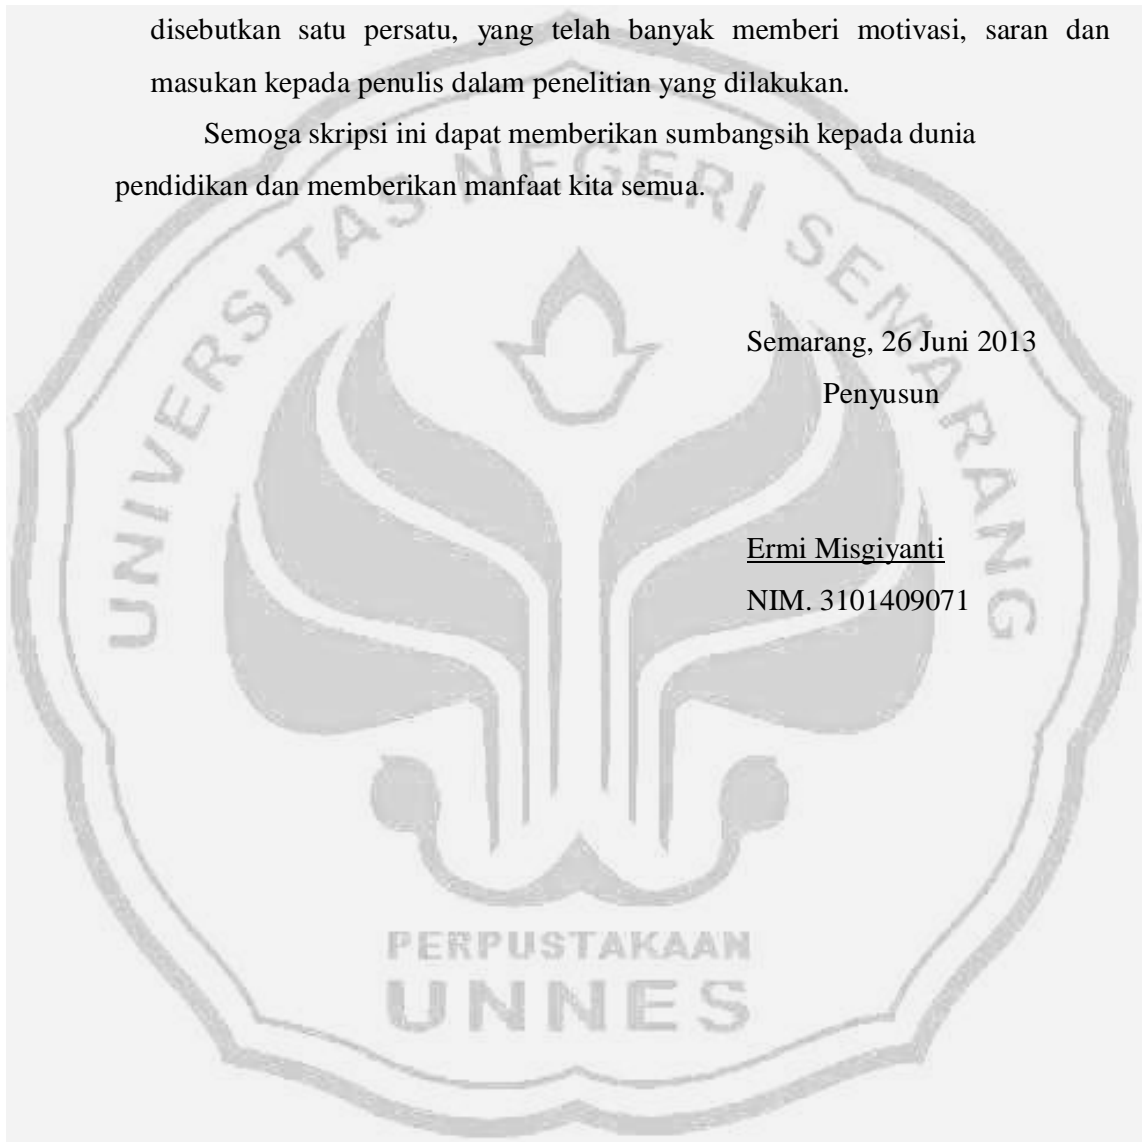 disebutkan satu persatu, yang telah banyak memberi motivasi, saran dan
masukan kepada penulis dalam penelitian yang dilakukan.
Semoga skripsi ini dapat memberikan sumbangsih kepada dunia
pendidikan dan memberikan manfaat kita semua.
UNIVERSITAS NEGERI SEMARANG
Semarang, 26 Juni 2013
Penyusun
Ermi Misgiyanti
NIM. 3101409071
PERPUSTAKAAN
UNNES